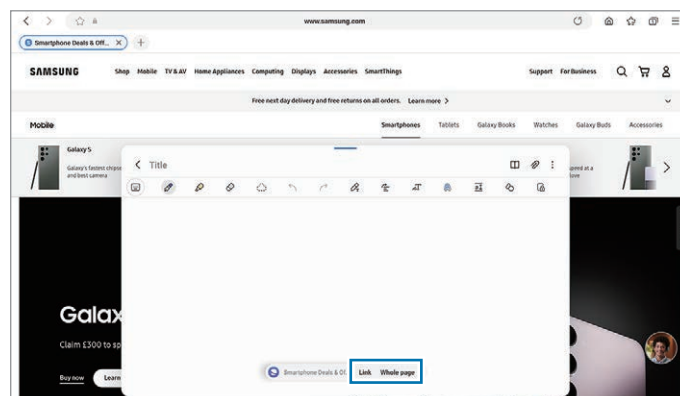 www.samsung.com
Smartphone Deals & Off...
SAMSUNG Shop Mobile TV & AV Home Appliances Computing Displays Accessories SmartThings Support For Business
Free next day delivery and free returns on all orders. Learn more
Mobile Smartphones Tablets Galaxy Books Watches Galaxy Buds Accessories
Galaxy S
Galaxy's fastest chipse
and best camera
speed at a
Title
Galax
Claim £300 to sp
Buy now Learn
Smartphone Deals & Of. Link Whole page